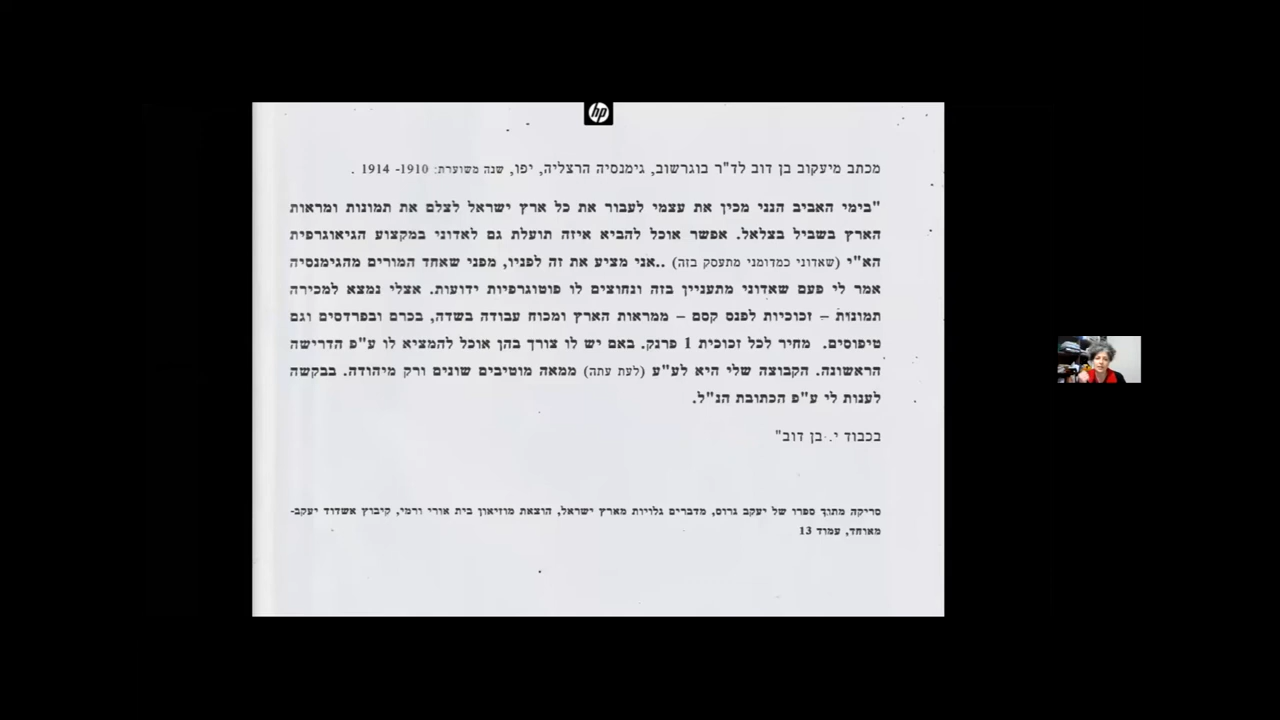 hp
מכתב מיעקוב בן דוב לד"ר בוגרשוב, גימנסיה הרצליה, יפו, שנה משוערת: 1910- 1914 .
"בימי האביב הנני מכין את עצמי לעבור את כל ארץ ישראל לצלם את תמונות ומראות
הארץ בשביל בצלאל. אפשר אוכל להביא איזה תועלת גם לאדוני במקצוע הגיאוגרפית
הא"י (שאדוני כמדומני מתעסק בזה) ..אני מציע את זה לפניו, מפני שאחד המורים מהגימנסיה
אמר לי פעם שאדוני מתעניין בזה ונחוצים לו פוטוגרפיות ידועות. אצלי נמצא למכירה
תמונות – זכוכיות לפנס קסם – ממראות הארץ ומכוח עבודה בשדה, בכרם ובפרדסים וגם
טיפוסים. מחיר לכל זכוכית 1 פרנק. באם יש לו צורך בהן אוכל להמציא לו ע"פ הדרישה
הראשונה. הקבוצה שלי היא לע"ע (לעת עתה) ממאה מוטיבים שונים ורק מיהודה. בבקשה
לענות לי ע"פ הכתובת הנ"ל.
בכבוד י. בן דוב"
סריקה מתוך ספרו של יעקב גרוס, מדברים גלויות מארץ ישראל, הוצאת מוזיאון בית אורי ורמי, קיבוץ אשדוד יעקב-
מאוחד, עמוד 13